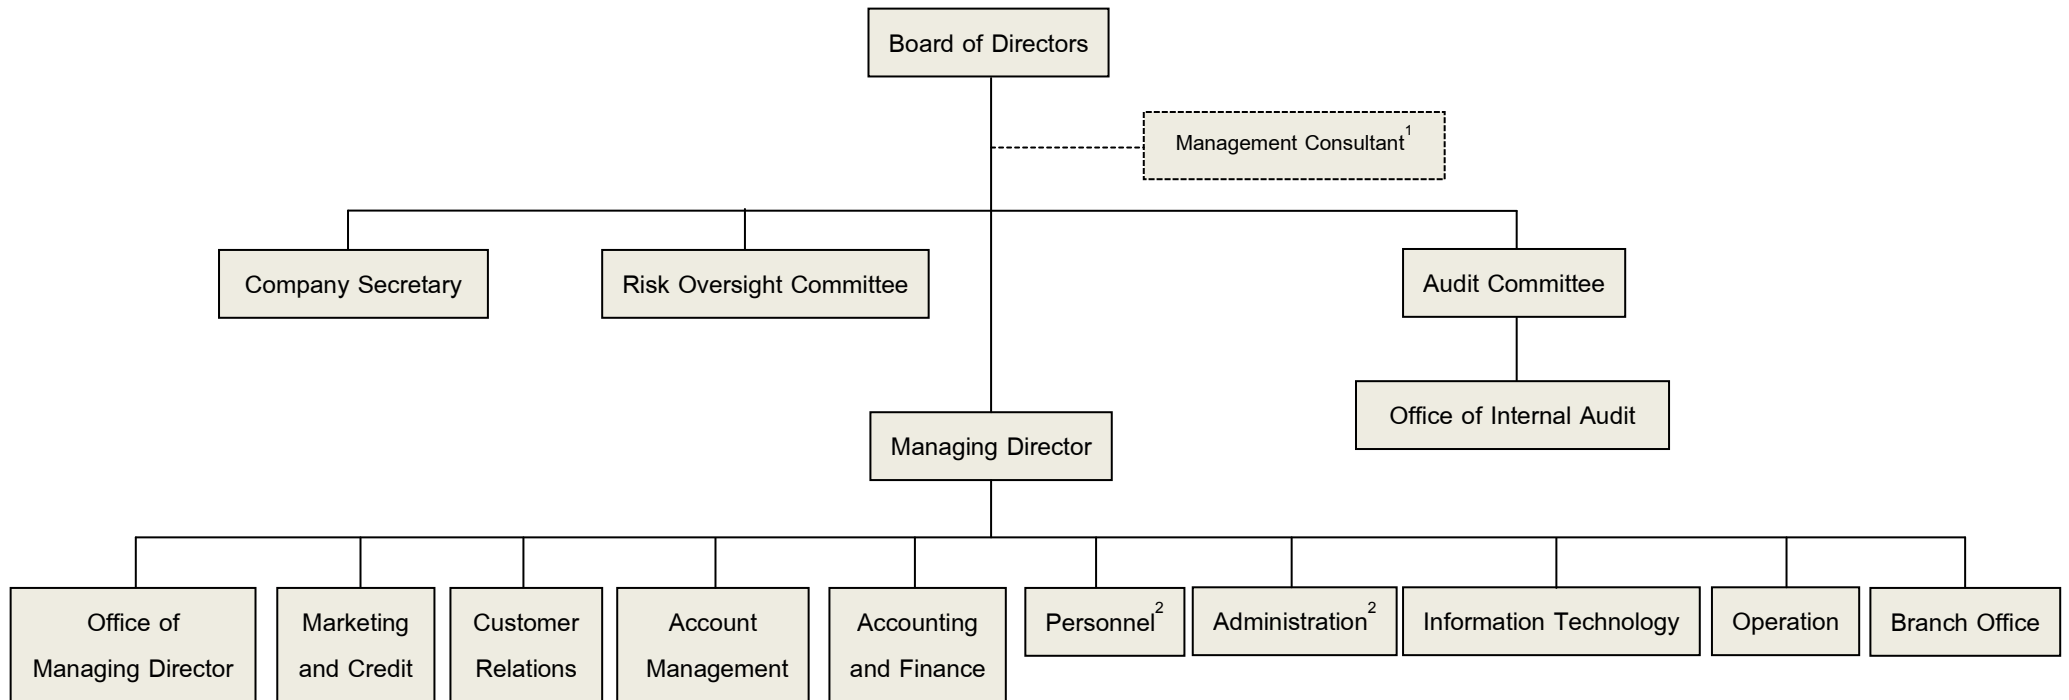 Board of Directors
Management Consultant¹
Company Secretary
Risk Oversight Committee
Audit Committee
Office of Internal Audit
Managing Director
Office of
Managing Director
Marketing
and Credit
Customer
Relations
Account
Management
Accounting
and Finance
Personnel²
Administration²
Information Technology
Operation
Branch Office